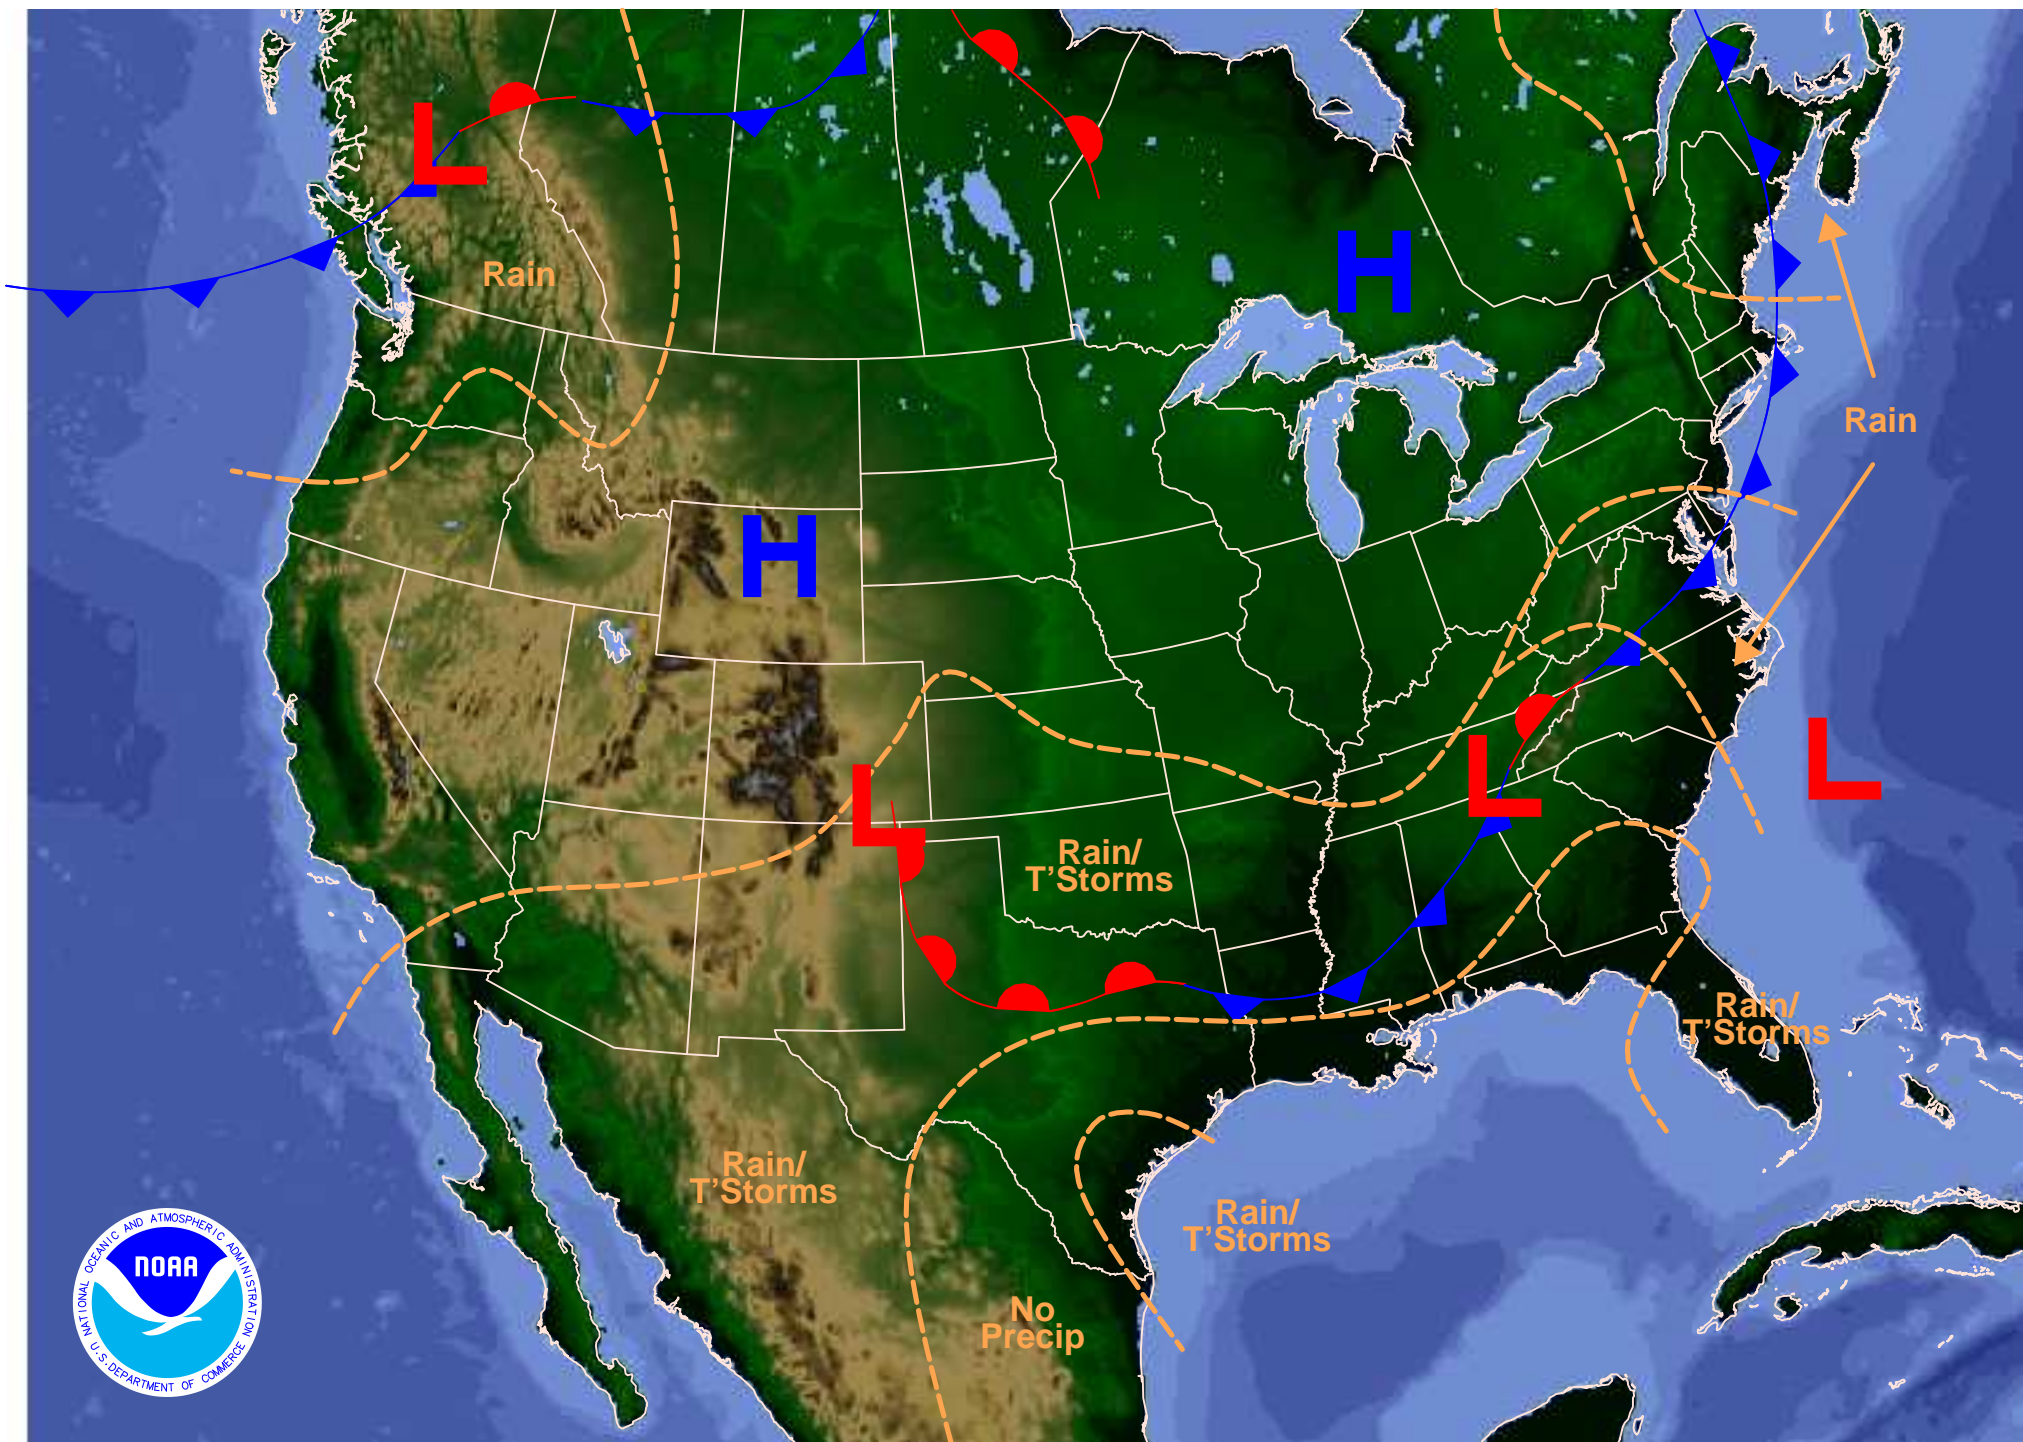 L
Rain
H
Rain
H
L
L
L
Rain/
T'Storms
Rain/
T'Storms
Rain/
T'Storms
Rain/
T'Storms
No
Precip
NATIONAL OCEANIC AND ATMOSPHERIC ADMINISTRATION
NOAA
U.S. DEPARTMENT OF COMMERCE